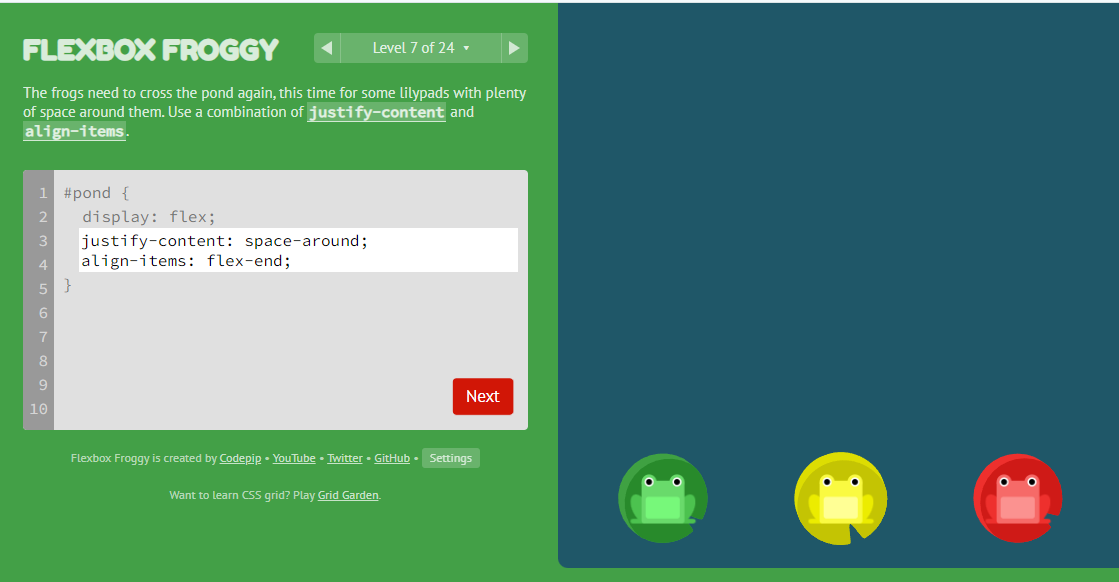 FLEXBOX FROGGY
Level 7 of 24
The frogs need to cross the pond again, this time for some lilypads with plenty
of space around them. Use a combination of justify-content and
align-items.
1 #pond {
2 display: flex;
3 justify-content: space-around;
4 align-items: flex-end;
5 }
6
7
8
9
10
Next
Flexbox Froggy is created by Codepip • YouTube • Twitter • GitHub • Settings
Want to learn CSS grid? Play Grid Garden.